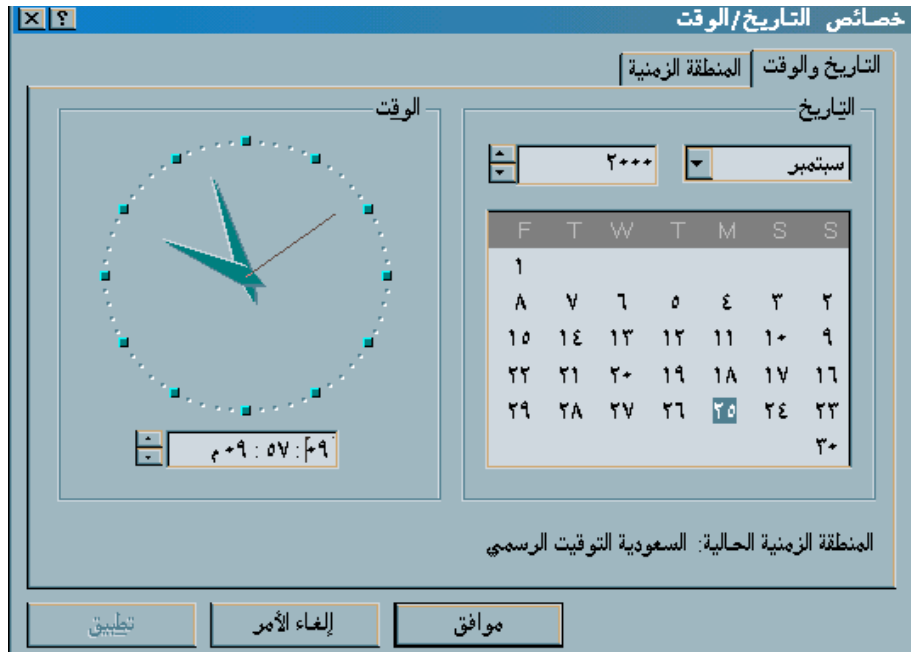 خصائص التاريخ/الوقت
التاريخ والوقت
المنطقة الزمنية
التاريخ
سبتمبر
٢٠٠٠
S S M T W T F
١
٢ ٣ ٤ ٥ ٦ ٧ ٨
٩ ١٠ ١١ ١٢ ١٣ ١٤ ١٥
١٦ ١٧ ١٨ ١٩ ٢٠ ٢١ ٢٢
٢٣ ٢٤ ٢٥ ٢٦ ٢٧ ٢٨ ٢٩
٣٠
الوقت
٠٩ : ٥٧ : ٠٩ م
المنطقة الزمنية الحالية: السعودية التوقيت الرسمي
موافق
إلغاء الأمر
تطبيق